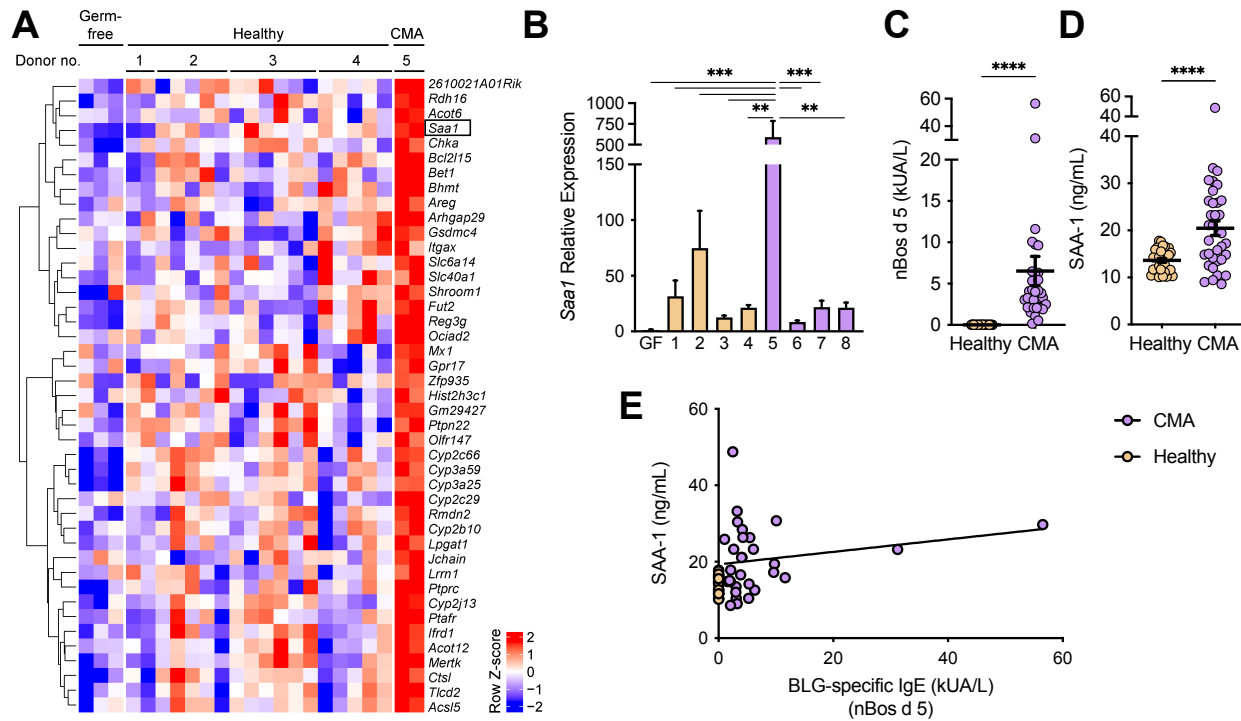 A
Germ-
free
Healthy
CMA
Donor no.
1
2
3
4
5
2610021A01Rik
Rdh16
Acot6
Saa1
Chka
Bcl2l15
Bet1
Bhmt
Areg
Arhgap29
Gsdmc4
Itgax
Slc6a14
Slc40a1
Shroom1
Fut2
Reg3g
Ociad2
Mx1
Gpr17
Zfp935
Hist2h3c1
Gm29427
Ptpn22
Olfr147
Cyp2c66
Cyp3a59
Cyp3a25
Cyp2c29
Rmdn2
Cyp2b10
Lpgat1
Jchain
Lrrn1
Ptprc
Cyp2j13
Ptafr
Ifrd1
Acot12
Mertk
Ctsl
Tlcd2
Acsl5
Row Z-score
2
1
0
−1
−2
B
*** ***
** **
Saa1 Relative Expression
1000
750
500
150
100
50
0
GF 1 2 3 4 5 6 7 8
C
****
nBos d 5 (kUA/L)
60
40
20
20
15
10
5
0
Healthy CMA
D
****
SAA-1 (ng/mL)
60
50
40
30
20
10
0
Healthy CMA
E
SAA-1 (ng/mL)
60
40
20
0
0 20 40 60
BLG-specific IgE (kUA/L)
(nBos d 5)
CMA
Healthy